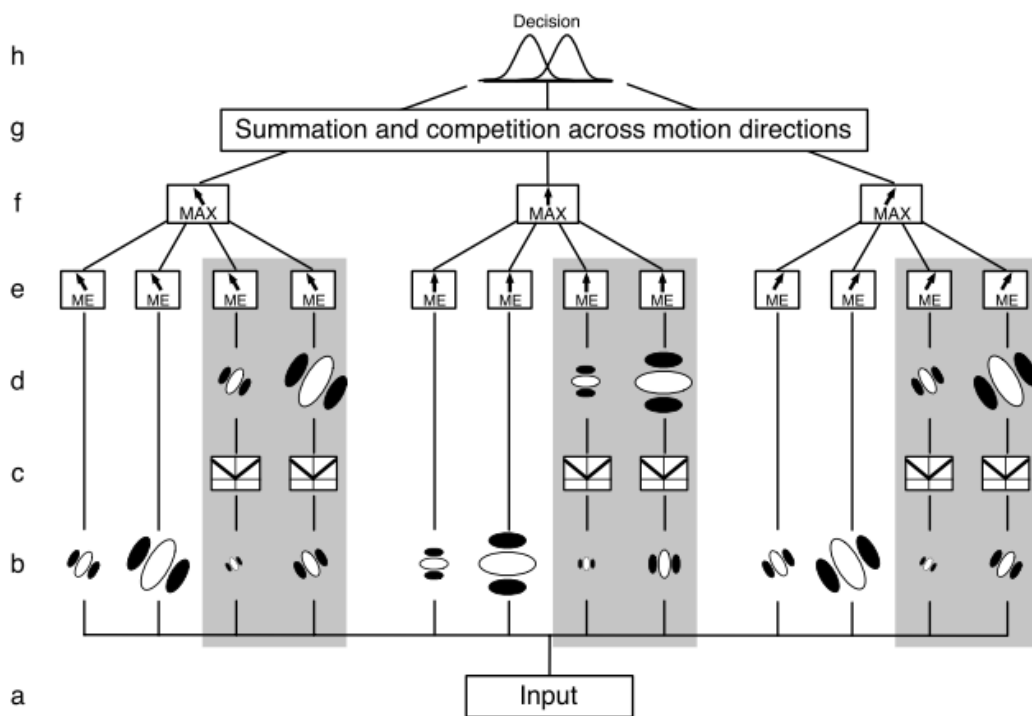 Decision
h
g Summation and competition across motion directions
f MAX MAX MAX
e ME ME ME ME ME ME ME ME ME ME ME ME
d
c
b
a Input